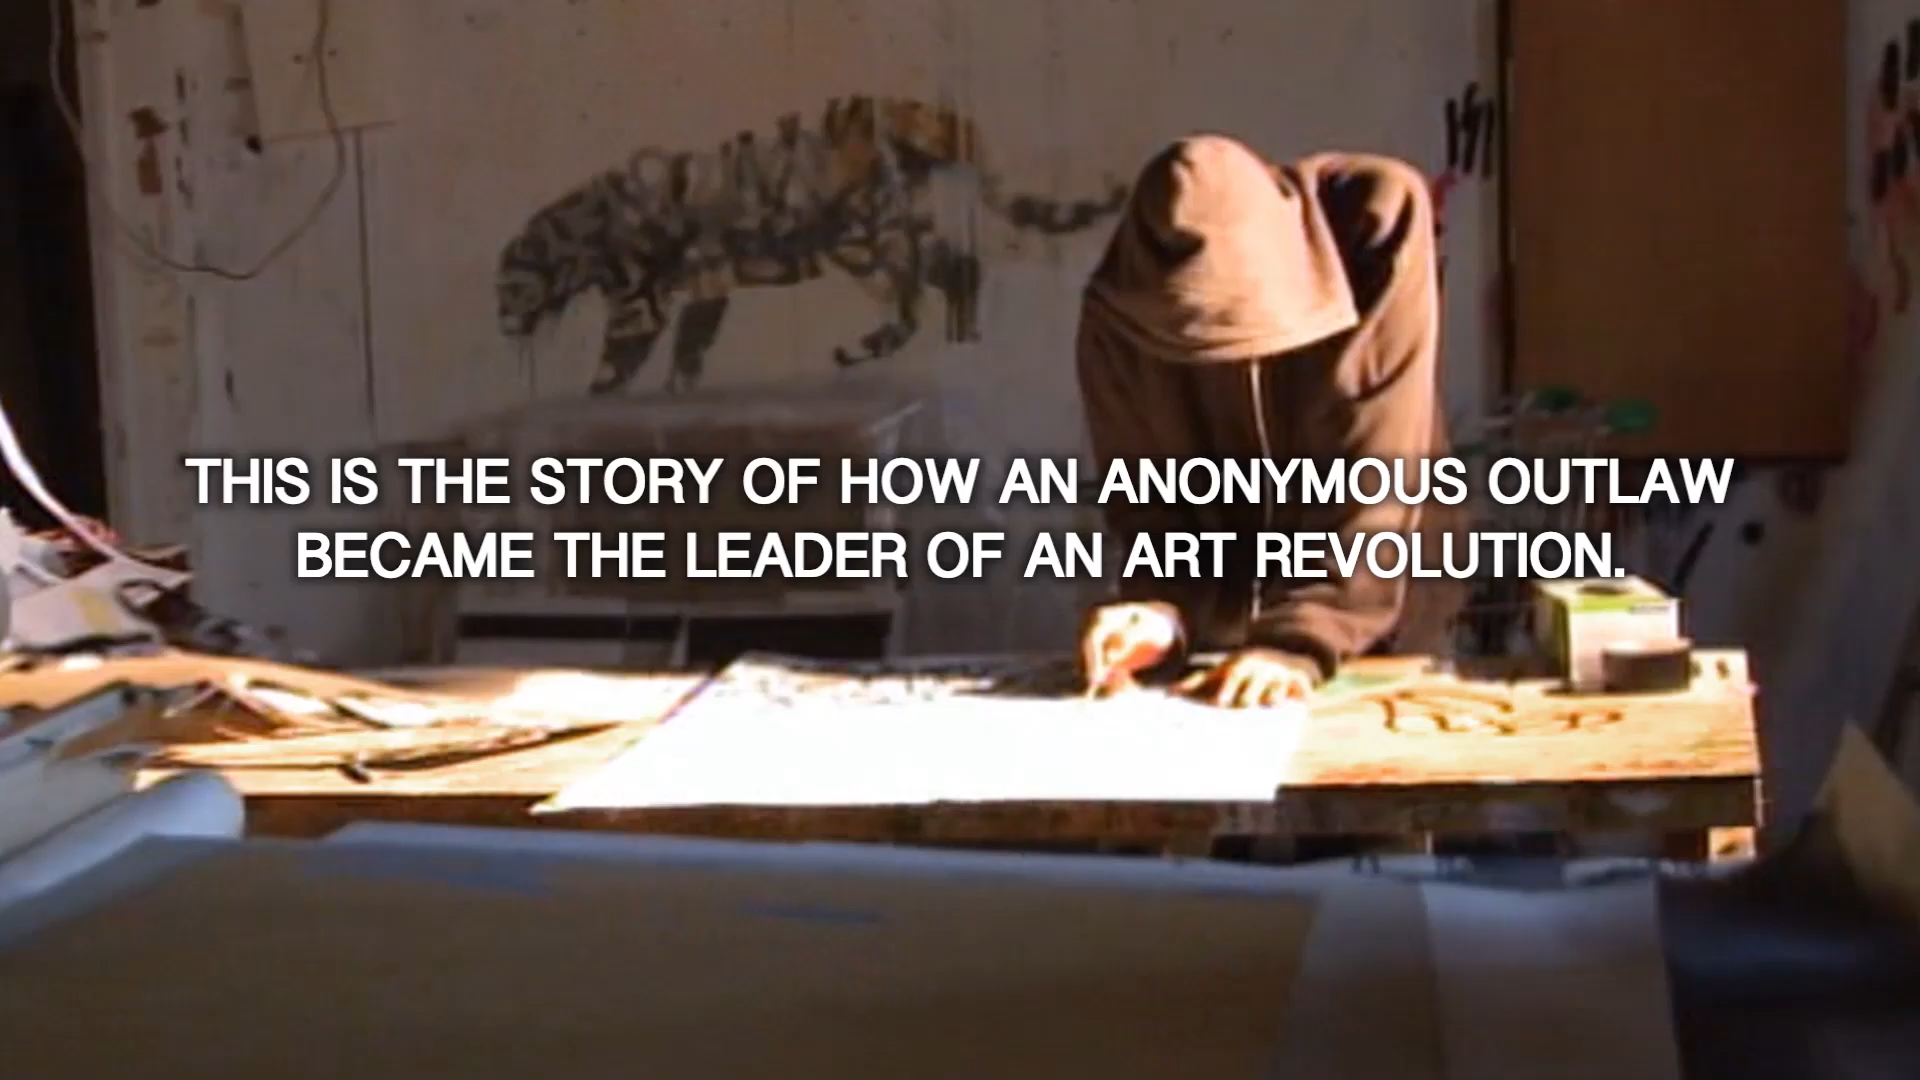 THIS IS THE STORY OF HOW AN ANONYMOUS OUTLAW
BECAME THE LEADER OF AN ART REVOLUTION.